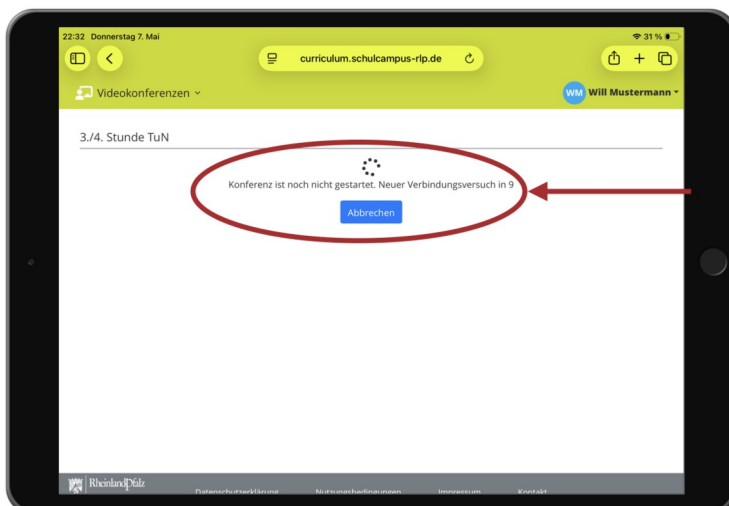 22:32 Donnerstag 7. Mai
31 %
curriculum.schulcampus-rlp.de
Videokonferenzen
WM Will Mustermann
3./4. Stunde TuN
Konferenz ist noch nicht gestartet. Neuer Verbindungsversuch in 9
Abbrechen
RheinlandPfalz
Datenschutzerklärung Nutzungsbedingungen Impressum Kontakt